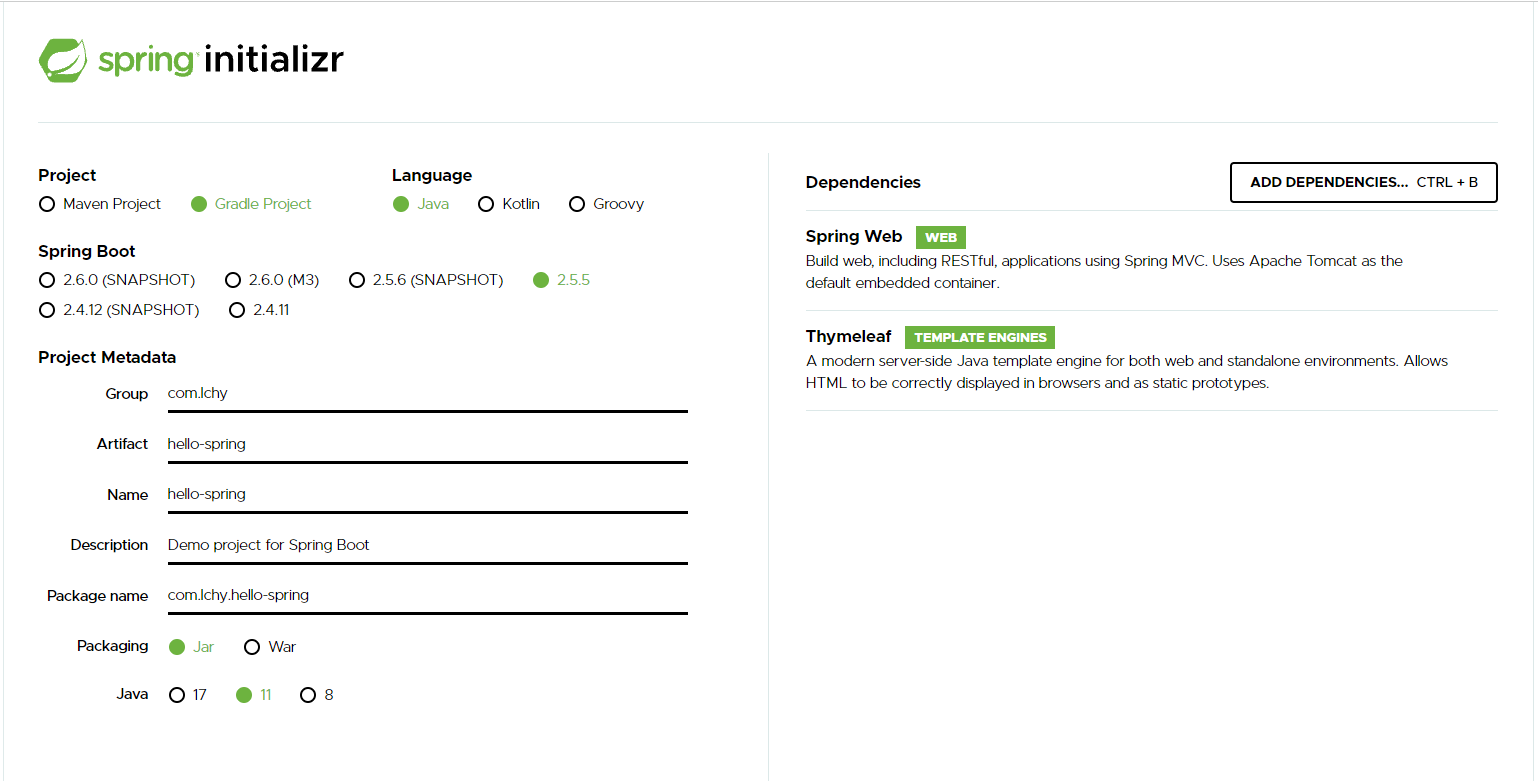 spring initializr
Project
Maven Project Gradle Project
Language
Java Kotlin Groovy
Spring Boot
2.6.0 (SNAPSHOT) 2.6.0 (M3) 2.5.6 (SNAPSHOT) 2.5.5
2.4.12 (SNAPSHOT) 2.4.11
Project Metadata
Group com.lchy
Artifact hello-spring
Name hello-spring
Description Demo project for Spring Boot
Package name com.lchy.hello-spring
Packaging Jar War
Java 17 11 8
Dependencies ADD DEPENDENCIES... CTRL + B
Spring Web WEB
Build web, including RESTful, applications using Spring MVC. Uses Apache Tomcat as the
default embedded container.
Thymeleaf TEMPLATE ENGINES
A modern server-side Java template engine for both web and standalone environments. Allows
HTML to be correctly displayed in browsers and as static prototypes.